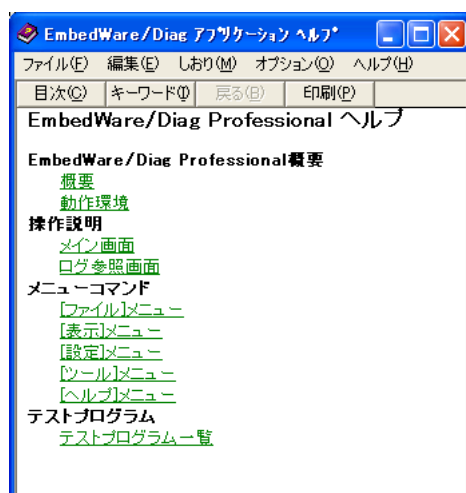 EmbedWare/Diag アプリケーション ヘルプ
ファイル(F) 編集(E) しおり(M) オプション(O) ヘルプ(H)
目次(C) キーワード(I) 戻る(B) 印刷(P)
EmbedWare/Diag Professional ヘルプ
EmbedWare/Diag Professional概要
概要
動作環境
操作説明
メイン画面
ログ参照画面
メニューコマンド
[ファイル]メニュー
[表示]メニュー
[設定]メニュー
[ツール]メニュー
[ヘルプ]メニュー
テストプログラム
テストプログラム一覧